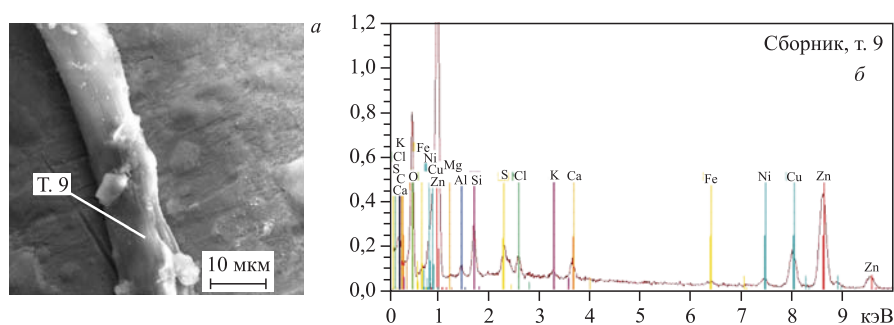 а
Т. 9
10 мкм
Сборник, т. 9
б
1,2
1,0
0,8
0,6
0,4
0,2
0,0
K
Cl
S
C
Ca
O
Fe
Ni
Cu
Zn
Mg
Al
Si
S
Cl
K
Ca
Fe
Ni
Cu
Zn
Zn
0 1 2 3 4 5 6 7 8 9 кэВ